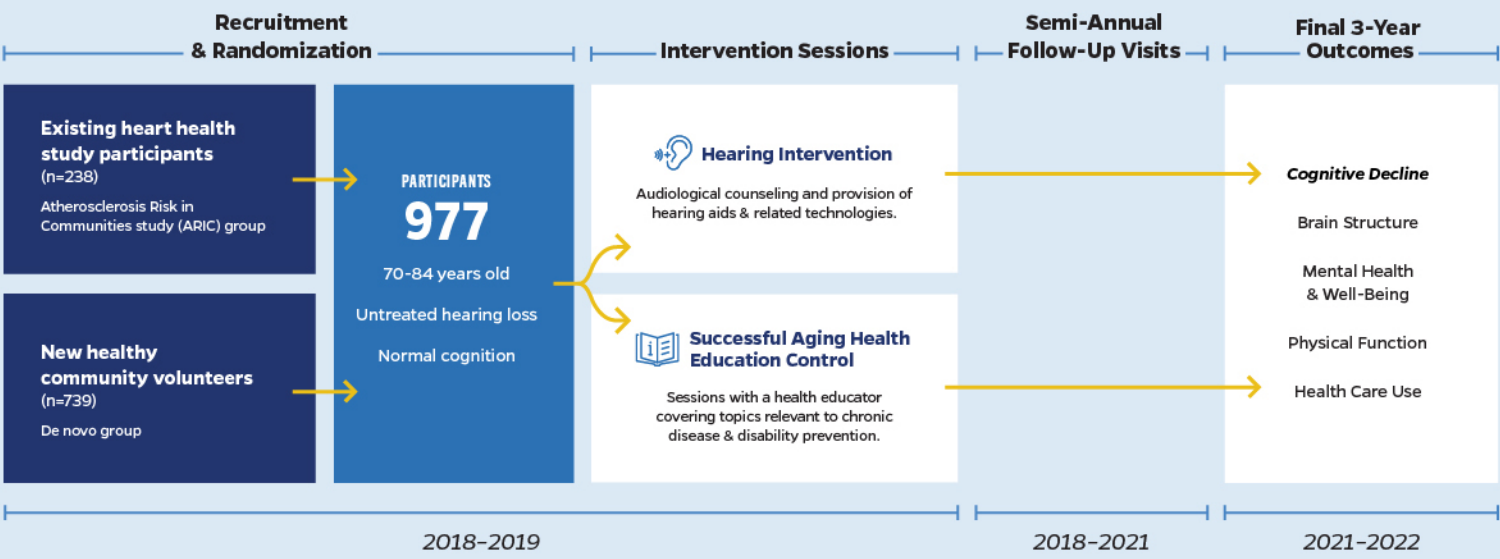 Recruitment
& Randomization
Intervention Sessions
Semi-Annual
Follow-Up Visits
Final 3-Year
Outcomes
Existing heart health
study participants
(n=238)
Atherosclerosis Risk in
Communities study (ARIC) group
New healthy
community volunteers
(n=739)
De novo group
PARTICIPANTS
977
70-84 years old
Untreated hearing loss
Normal cognition
Hearing Intervention
Audiological counseling and provision of
hearing aids & related technologies.
i
Successful Aging Health
Education Control
Sessions with a health educator
covering topics relevant to chronic
disease & disability prevention.
Cognitive Decline
Brain Structure
Mental Health
& Well-Being
Physical Function
Health Care Use
2018–2019
2018–2021
2021–2022